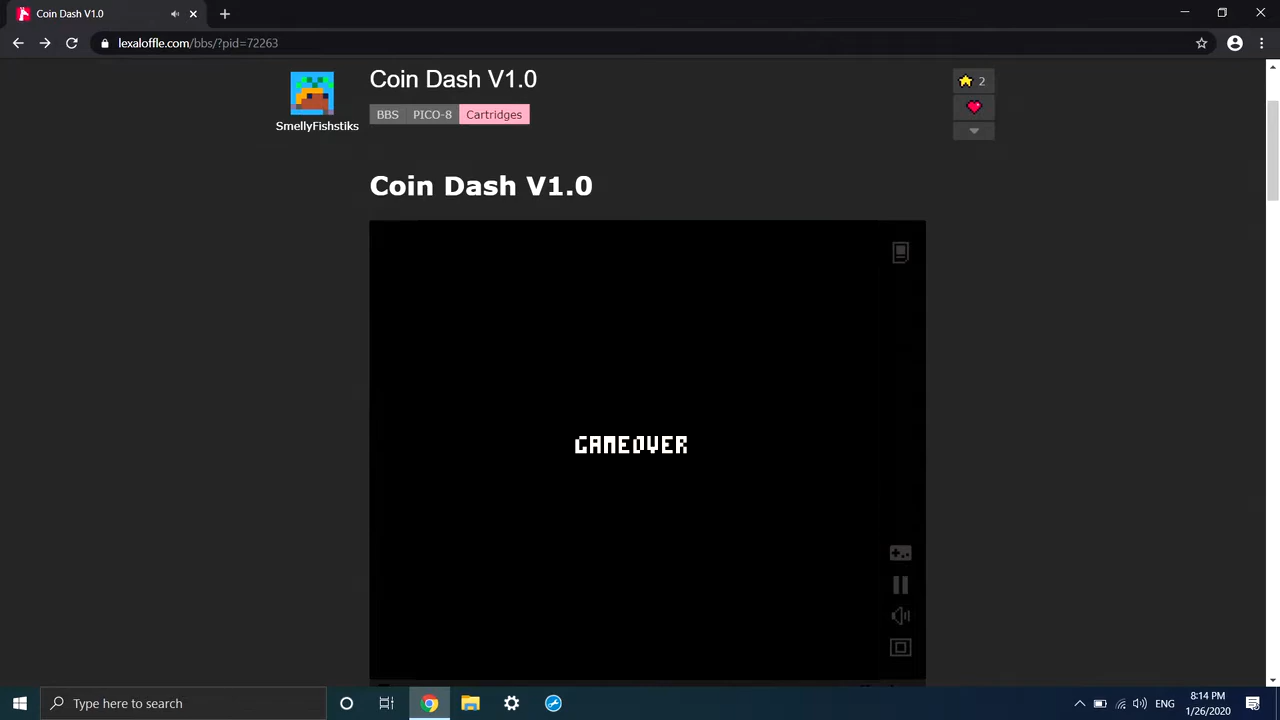 Coin Dash V1.0
lexaloffle.com/bbs/?pid=72263
Coin Dash V1.0
2
SmellyFishstiks
BBS PICO-8 Cartridges
Coin Dash V1.0
GAMEOVER
Type here to search
ENG
8:14 PM
1/26/2020